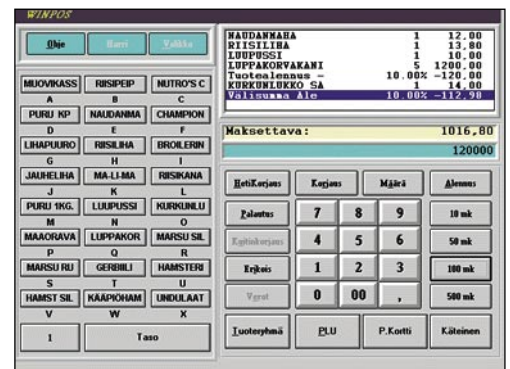 WINPOS
Ohje Harri Valikko
MUOVIKASS RIISIPEIP NUTRO'S C
A B C
PURU KP NAUDANMA CHAMPION
D E F
LIHAPUURO RIISILIHA BROILERIN
G H I
JAUHELIHA MA-LI-MA RIISIKANA
J K L
PURU 1KG. LUUPUSSI KURKUNLU
M N O
MAAORAVA LUPPAKOR MARSU SIL
P Q R
MARSU RU GERBIILI HAMSTERI
S T U
HAMST SIL KÄÄPIÖHAM UNDULAAT
V W X
1 Taso
NAUDANMAHA 1 12.00
RIISILIHA 1 13,80
LUUPUSSI 1 10.00
LUPPAKORVAKANI 5 1200,00
Tuotealennus - 10.00% -120,00
KURKUNLUKKO SA 1 14,00
Välisumma Ale 10.00% -112,98
Maksettava: 1016,80
120000
HetiKorjaus Korjaus Määrä Alennus
Palautus 7 8 9 10 mk
Kuittikorjaus 4 5 6 50 mk
Erikois 1 2 3 100 mk
Verot 0 00 , 500 mk
Tuoteryhmä PLU P.Kortti Käteinen